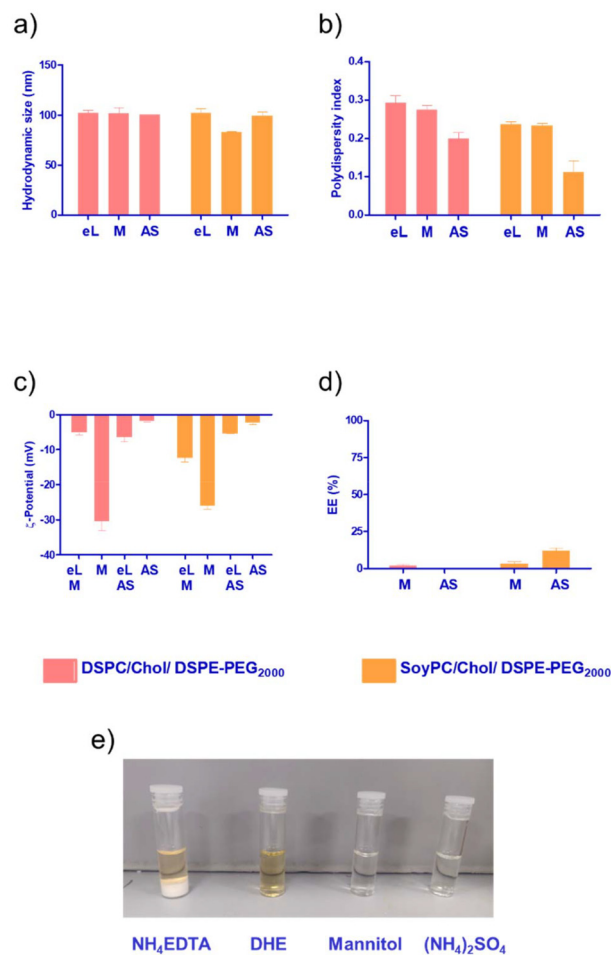 a)
b)
Hydrodynamic size (nm)
150
100
50
0
eL M AS eL M AS
Polydispersity index
0.4
0.3
0.2
0.1
0.0
eL M AS eL M AS
c)
d)
ζ-Potential (mV)
0
-10
-20
-30
-40
eL M eL AS eL M eL AS
M AS M AS
EE (%)
100
75
50
25
0
M AS M AS
DSPC/Chol/ DSPE-PEG2000
SoyPC/Chol/ DSPE-PEG2000
e)
NH4EDTA DHE Mannitol (NH4)2SO4